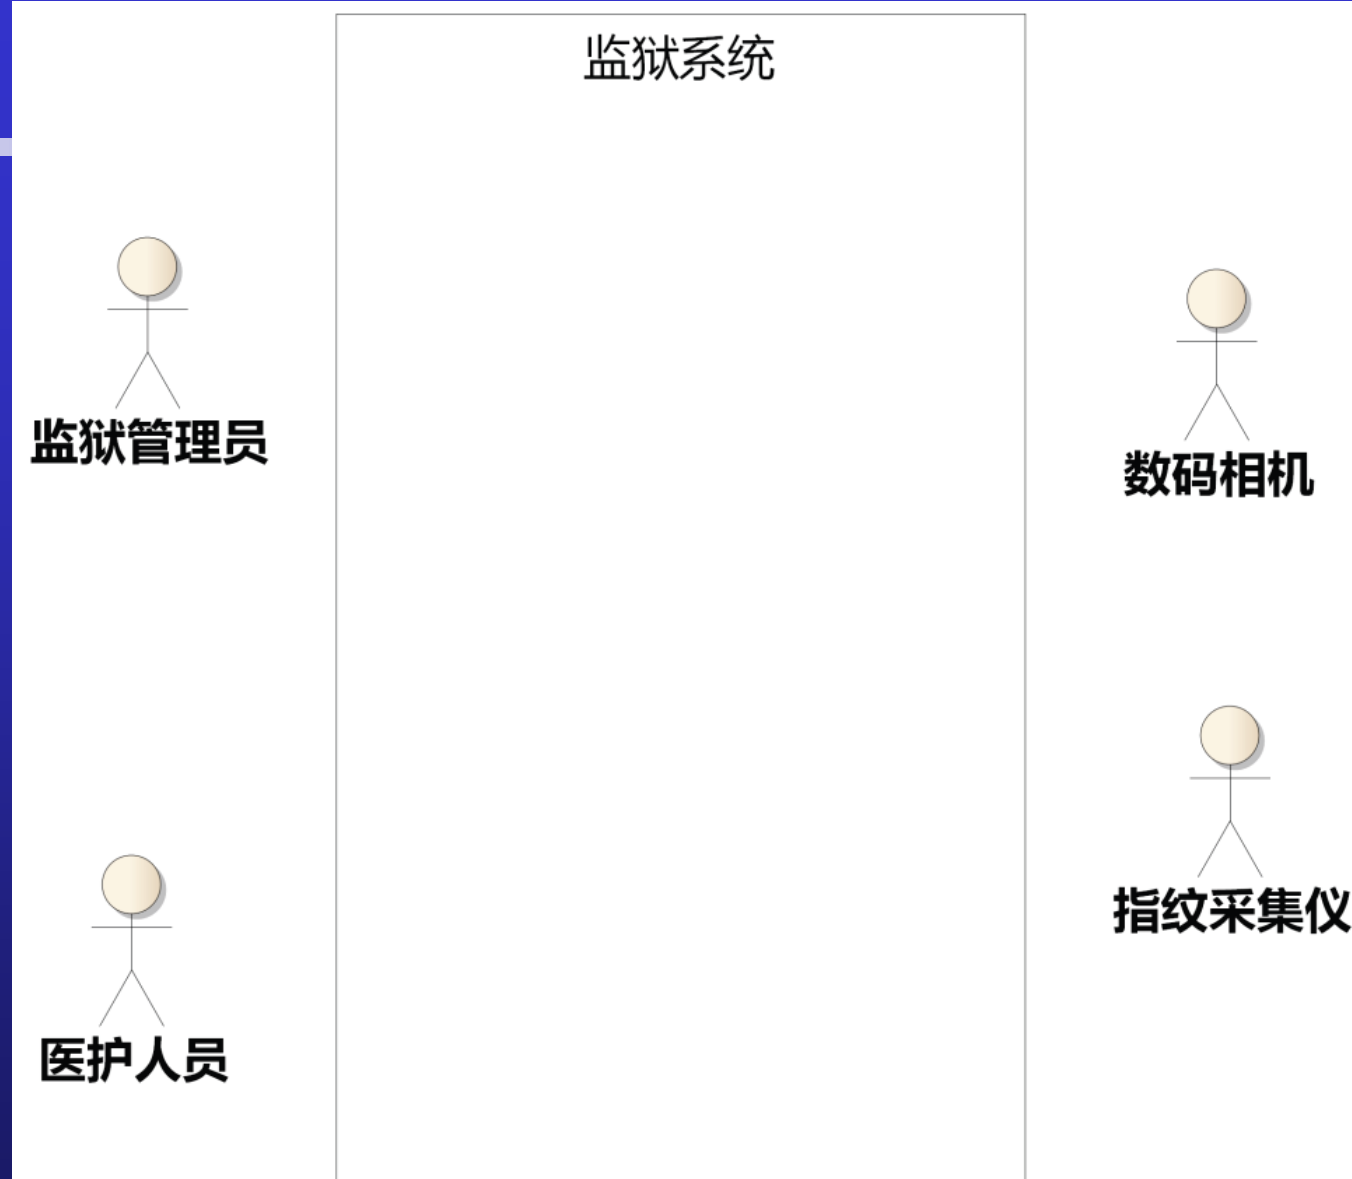 监狱系统
监狱管理员
数码相机
指纹采集仪
医护人员